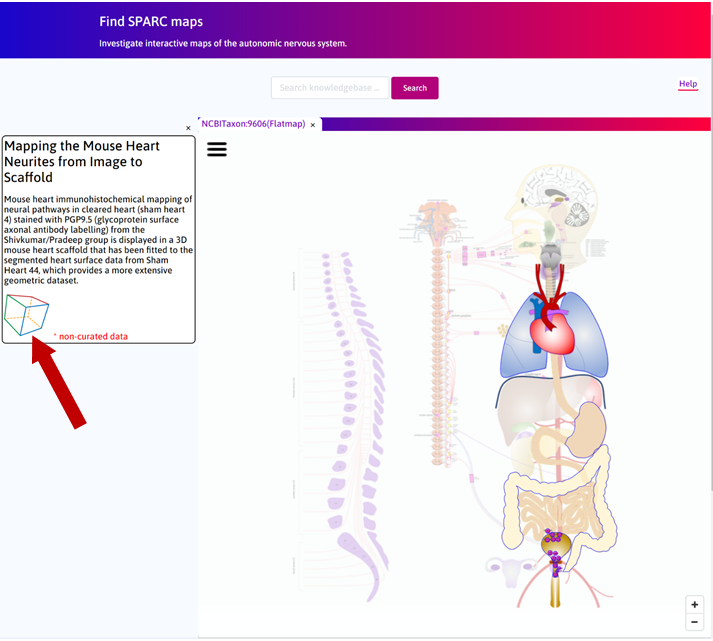 Find SPARC maps
Investigate interactive maps of the autonomic nervous system.
Search knowledgebase ...
Search
Help
×
NCBITaxon:9606(Flatmap) ×
Mapping the Mouse Heart
Neurites from Image to
Scaffold
Mouse heart immunohistochemical mapping of
neural pathways in cleared heart (sham heart
4) stained with PGP9.5 (glycoprotein surface
axonal antibody labelling) from the
Shivkumar/Pradeep group is displayed in a 3D
mouse heart scaffold that has been fitted to the
segmented heart surface data from Sham
Heart 44, which provides a more extensive
geometric dataset.
* non-curated data
+
−